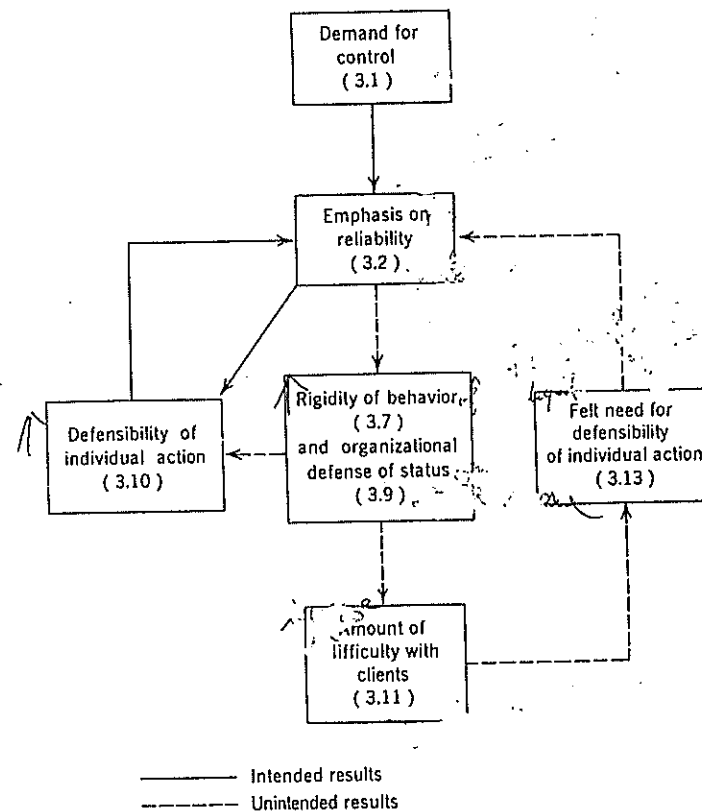 Demand for
control
(3.1)
Emphasis on
reliability
(3.2)
Rigidity of behavior
(3.7)
and organizational
defense of status
(3.9)
Defensibility of
individual action
(3.10)
Felt need for
defensibility
of individual action
(3.13)
Amount of
difficulty with
clients
(3.11)
Intended results
Unintended results